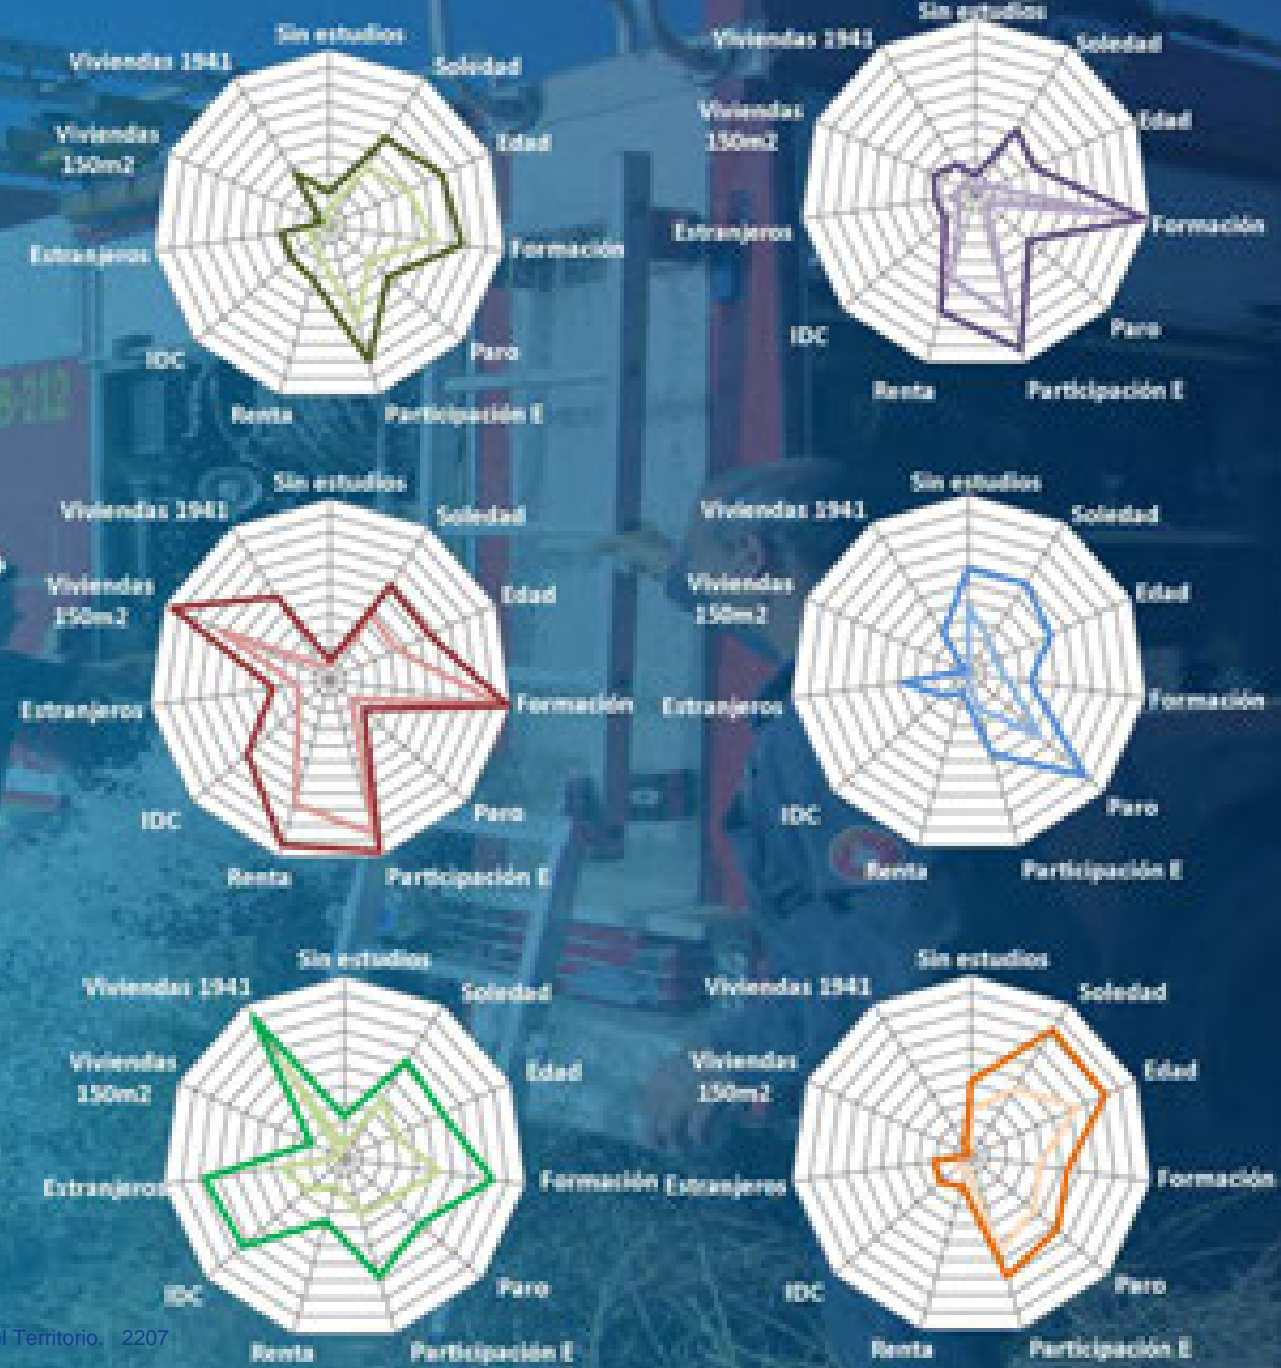 Sin estudios
Soledad
Edad
Formación
Paro
Participación E
Renta
IDC
Estranjeros
Viviendas
150m2
Viviendas 1941
Sin estudios
Soledad
Edad
Formación
Paro
Participación E
Renta
IDC
Estranjeros
Viviendas
150m2
Viviendas 1941
Sin estudios
Soledad
Edad
Formación
Paro
Participación E
Renta
IDC
Estranjeros
Viviendas
150m2
Viviendas 1941
Sin estudios
Soledad
Edad
Formación
Paro
Participación E
Renta
IDC
Estranjeros
Viviendas
150m2
Viviendas 1941
Sin estudios
Soledad
Edad
Formación
Paro
Participación E
Renta
IDC
Estranjeros
Viviendas
150m2
Viviendas 1941
Sin estudios
Soledad
Edad
Formación
Paro
Participación E
Renta
IDC
Estranjeros
Viviendas
150m2
Viviendas 1941
el Territorio. 2207